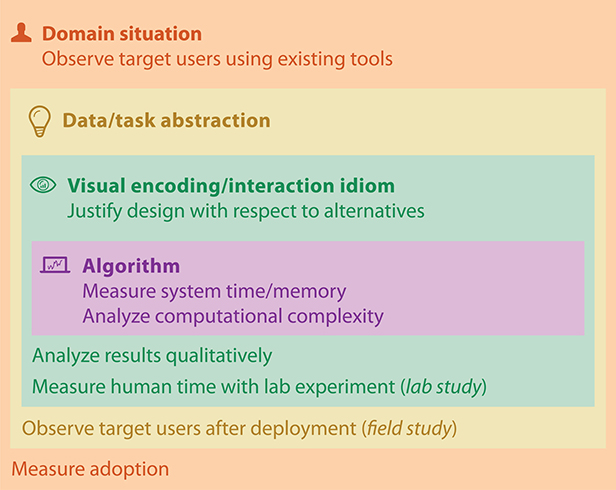 Domain situation
Observe target users using existing tools
Data/task abstraction
Visual encoding/interaction idiom
Justify design with respect to alternatives
Algorithm
Measure system time/memory
Analyze computational complexity
Analyze results qualitatively
Measure human time with lab experiment (lab study)
Observe target users after deployment (field study)
Measure adoption